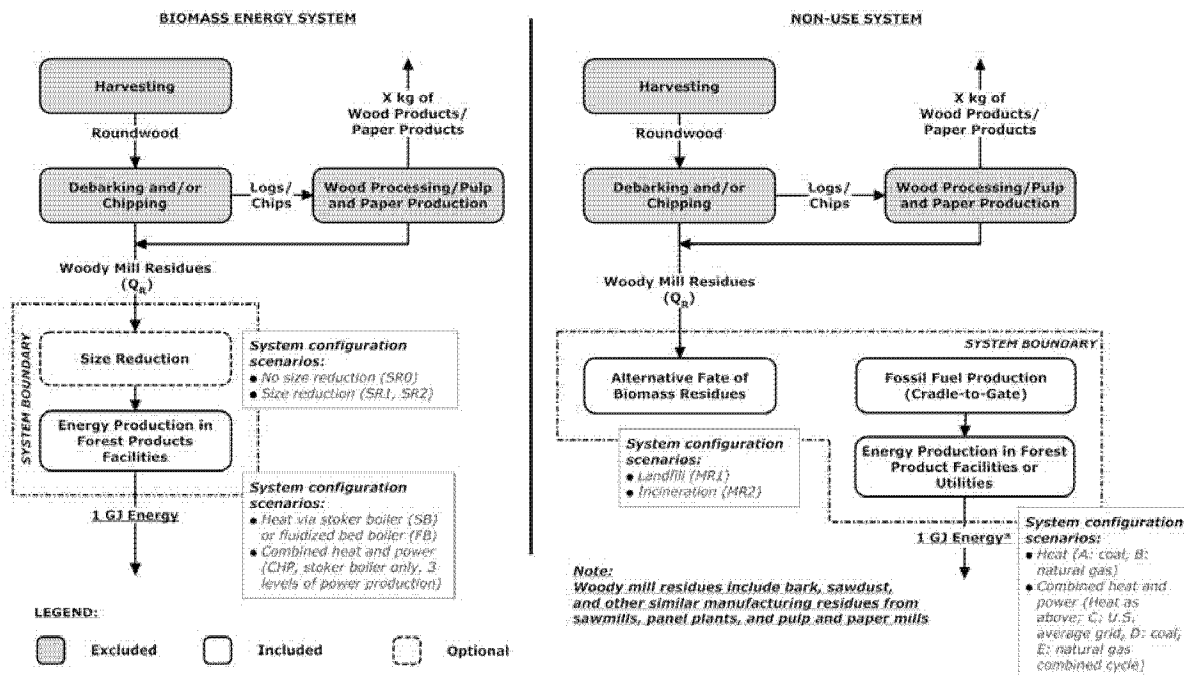 BIOMASS ENERGY SYSTEM
Harvesting
Roundwood
X kg of
Wood Products/
Paper Products
Debarking and/or
Chipping
Logs/
Chips
Wood Processing/Pulp
and Paper Production
Woody Mill Residues
(QR)
SYSTEM BOUNDARY
Size Reduction
System configuration
scenarios:
● No size reduction (SR0)
● Size reduction (SR1, SR2)
Energy Production in
Forest Products
Facilities
System configuration
scenarios:
● Heat via stoker boiler (SB)
or fluidized bed boiler (FB)
● Combined heat and power
(CHP, stoker boiler only, 3
levels of power production)
1 GJ Energy
LEGEND:
Excluded
Included
Optional
NON-USE SYSTEM
Harvesting
Roundwood
X kg of
Wood Products/
Paper Products
Debarking and/or
Chipping
Logs/
Chips
Wood Processing/Pulp
and Paper Production
Woody Mill Residues
(QR)
SYSTEM BOUNDARY
Alternative Fate of
Biomass Residues
Fossil Fuel Production
(Cradle-to-Gate)
System configuration
scenarios:
● Landfill (MR1)
● Incineration (MR2)
Energy Production in Forest
Product Facilities or
Utilities
1 GJ Energy*
System configuration
scenarios:
● Heat (A: coal, B:
natural gas)
● Combined heat and
power (Heat as
above; C: U.S.
average grid, D: coal,
E: natural gas
combined cycle)
Note:
Woody mill residues include bark, sawdust,
and other similar manufacturing residues from
sawmills, panel plants, and pulp and paper mills